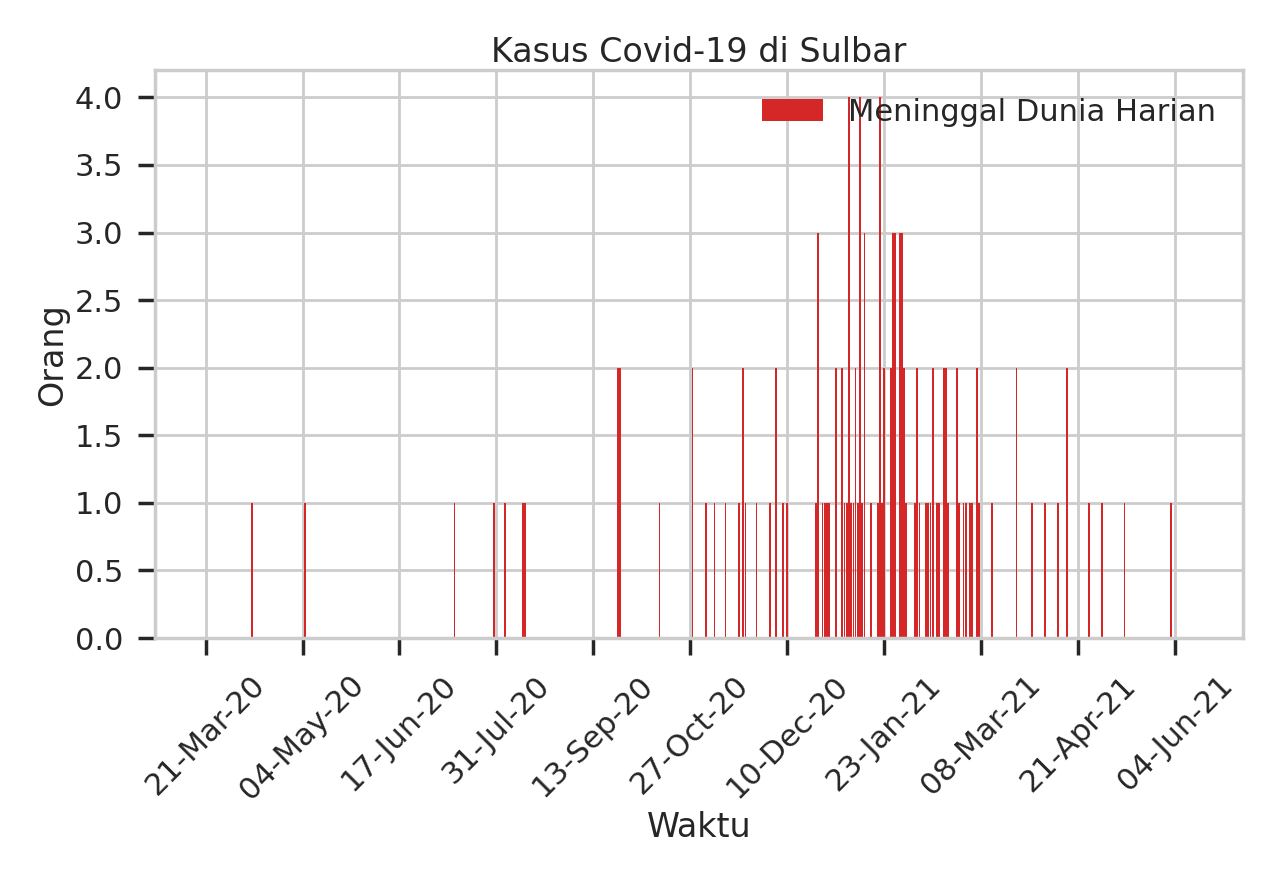 Kasus Covid-19 di Sulbar
Meninggal Dunia Harian
Orang
4.0
3.5
3.0
2.5
2.0
1.5
1.0
0.5
0.0
21-Mar-20
04-May-20
17-Jun-20
31-Jul-20
13-Sep-20
27-Oct-20
10-Dec-20
23-Jan-21
08-Mar-21
21-Apr-21
04-Jun-21
Waktu